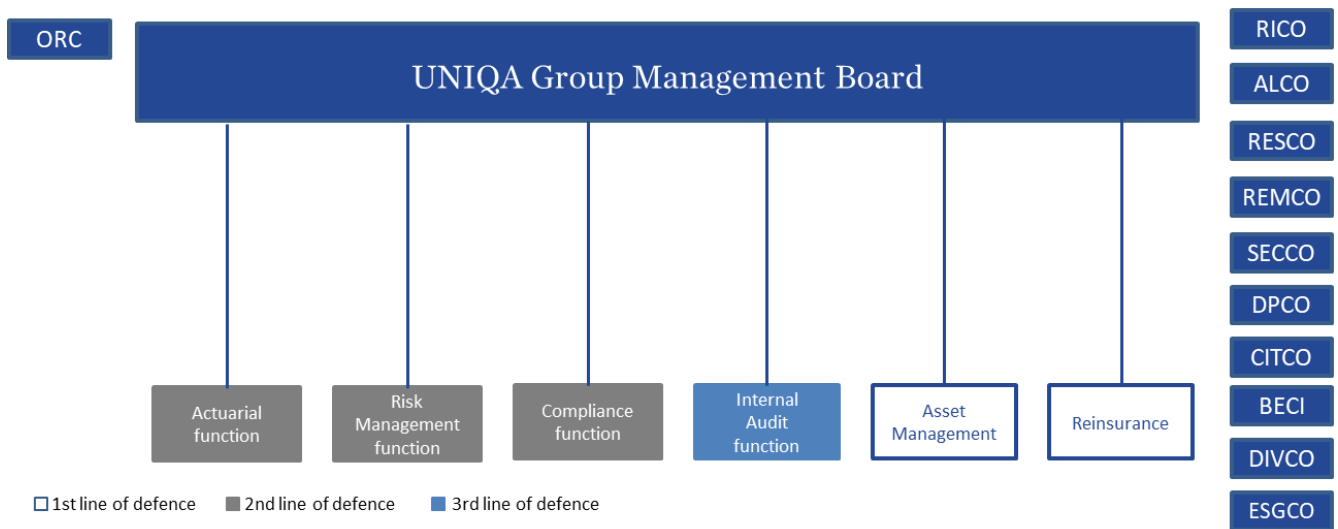 ORC
UNIQA Group Management Board
RICO
ALCO
RESCO
REMCO
SECCO
DPCO
CITCO
BECI
DIVCO
ESGCO
Actuarial
function
Risk
Management
function
Compliance
function
Internal
Audit
function
Asset
Management
Reinsurance
1st line of defence
2nd line of defence
3rd line of defence